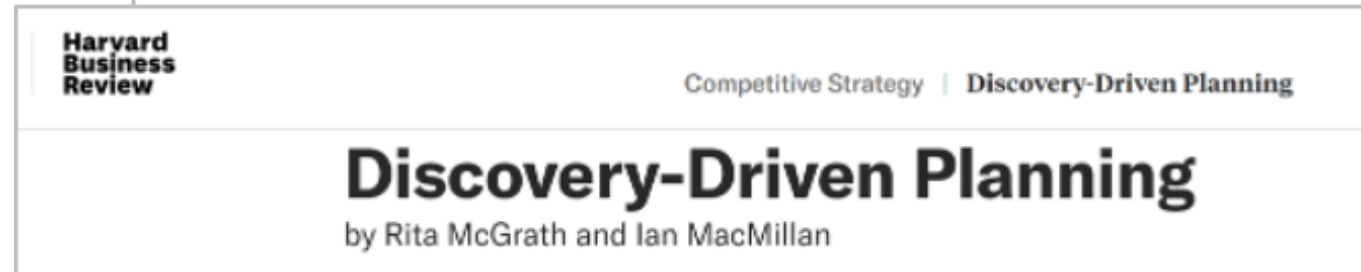 Harvard
Business
Review
Competitive Strategy | Discovery-Driven Planning
Discovery-Driven Planning
by Rita McGrath and Ian MacMillan